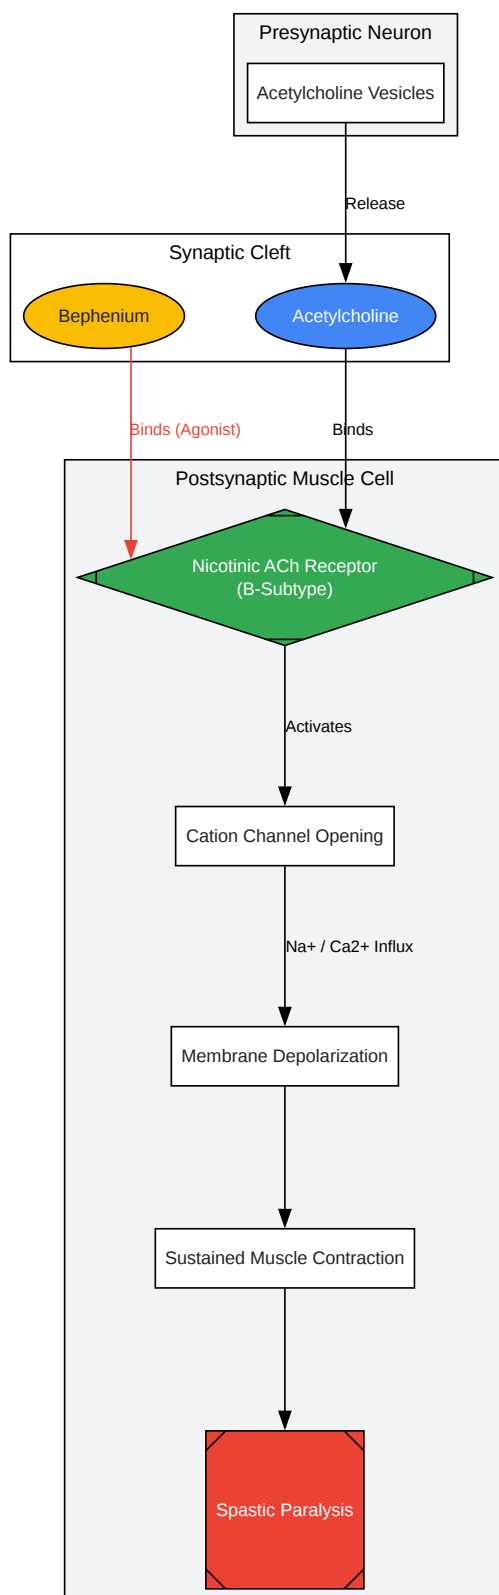 Presynaptic Neuron
Acetylcholine Vesicles
Release
Synaptic Cleft
Bephenium
Acetylcholine
Binds (Agonist)
Binds
Postsynaptic Muscle Cell
Nicotinic ACh Receptor
(B-Subtype)
Activates
Cation Channel Opening
Na+ / Ca2+ Influx
Membrane Depolarization
Sustained Muscle Contraction
Spastic Paralysis